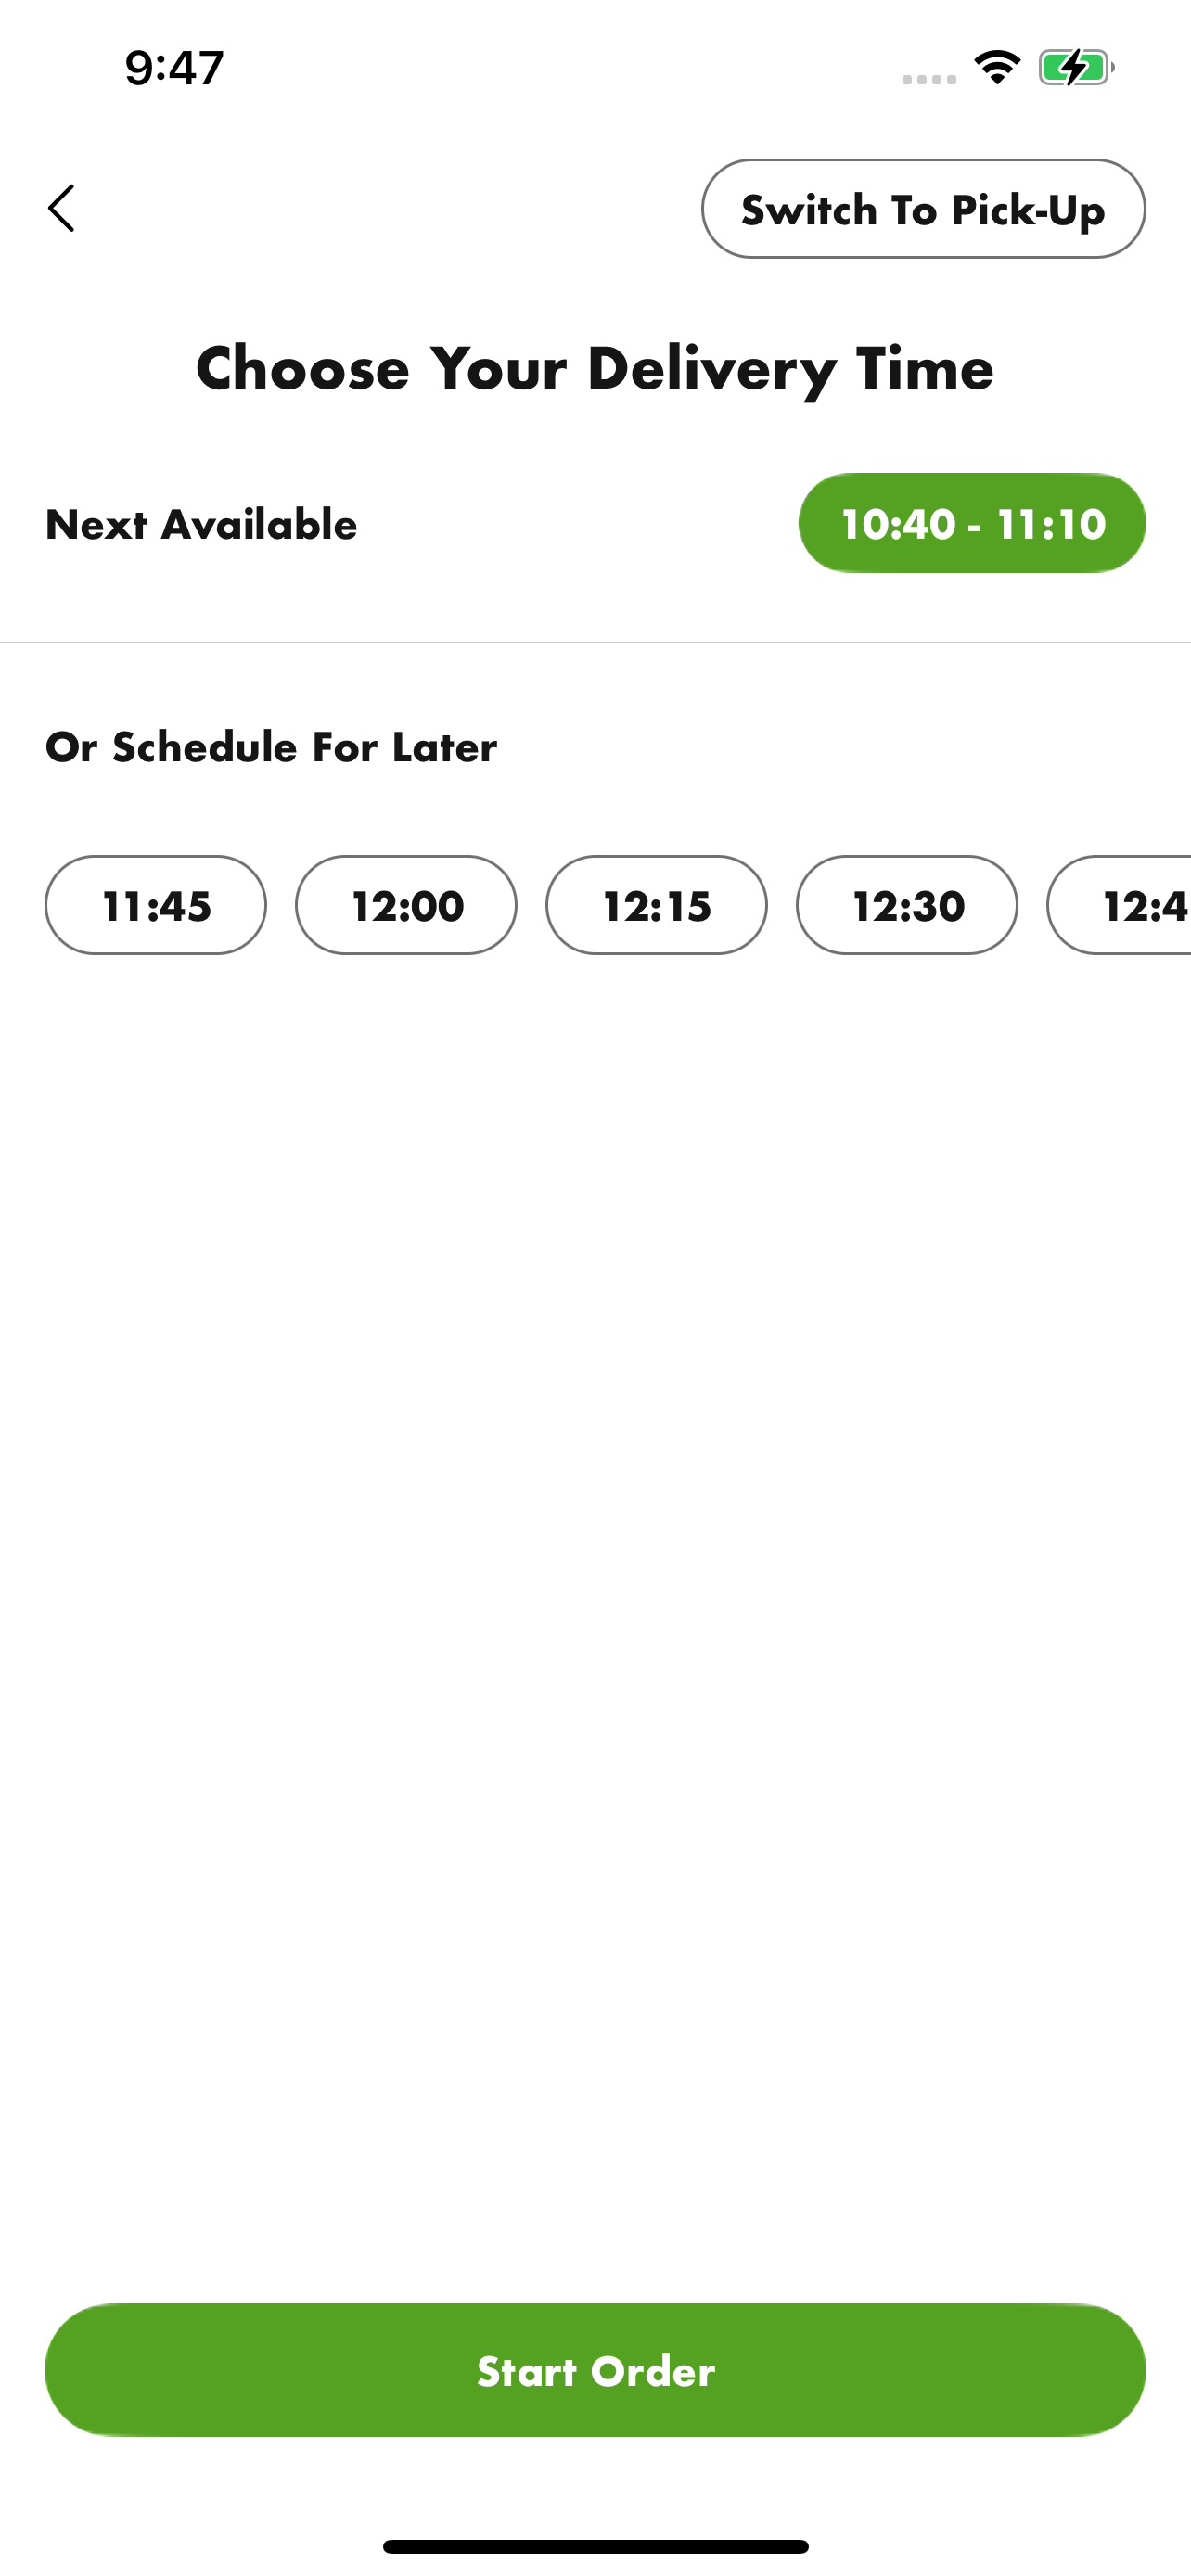 9:47
Switch To Pick-Up
Choose Your Delivery Time
Next Available
10:40 - 11:10
Or Schedule For Later
11:45 12:00 12:15 12:30 12:4
Start Order